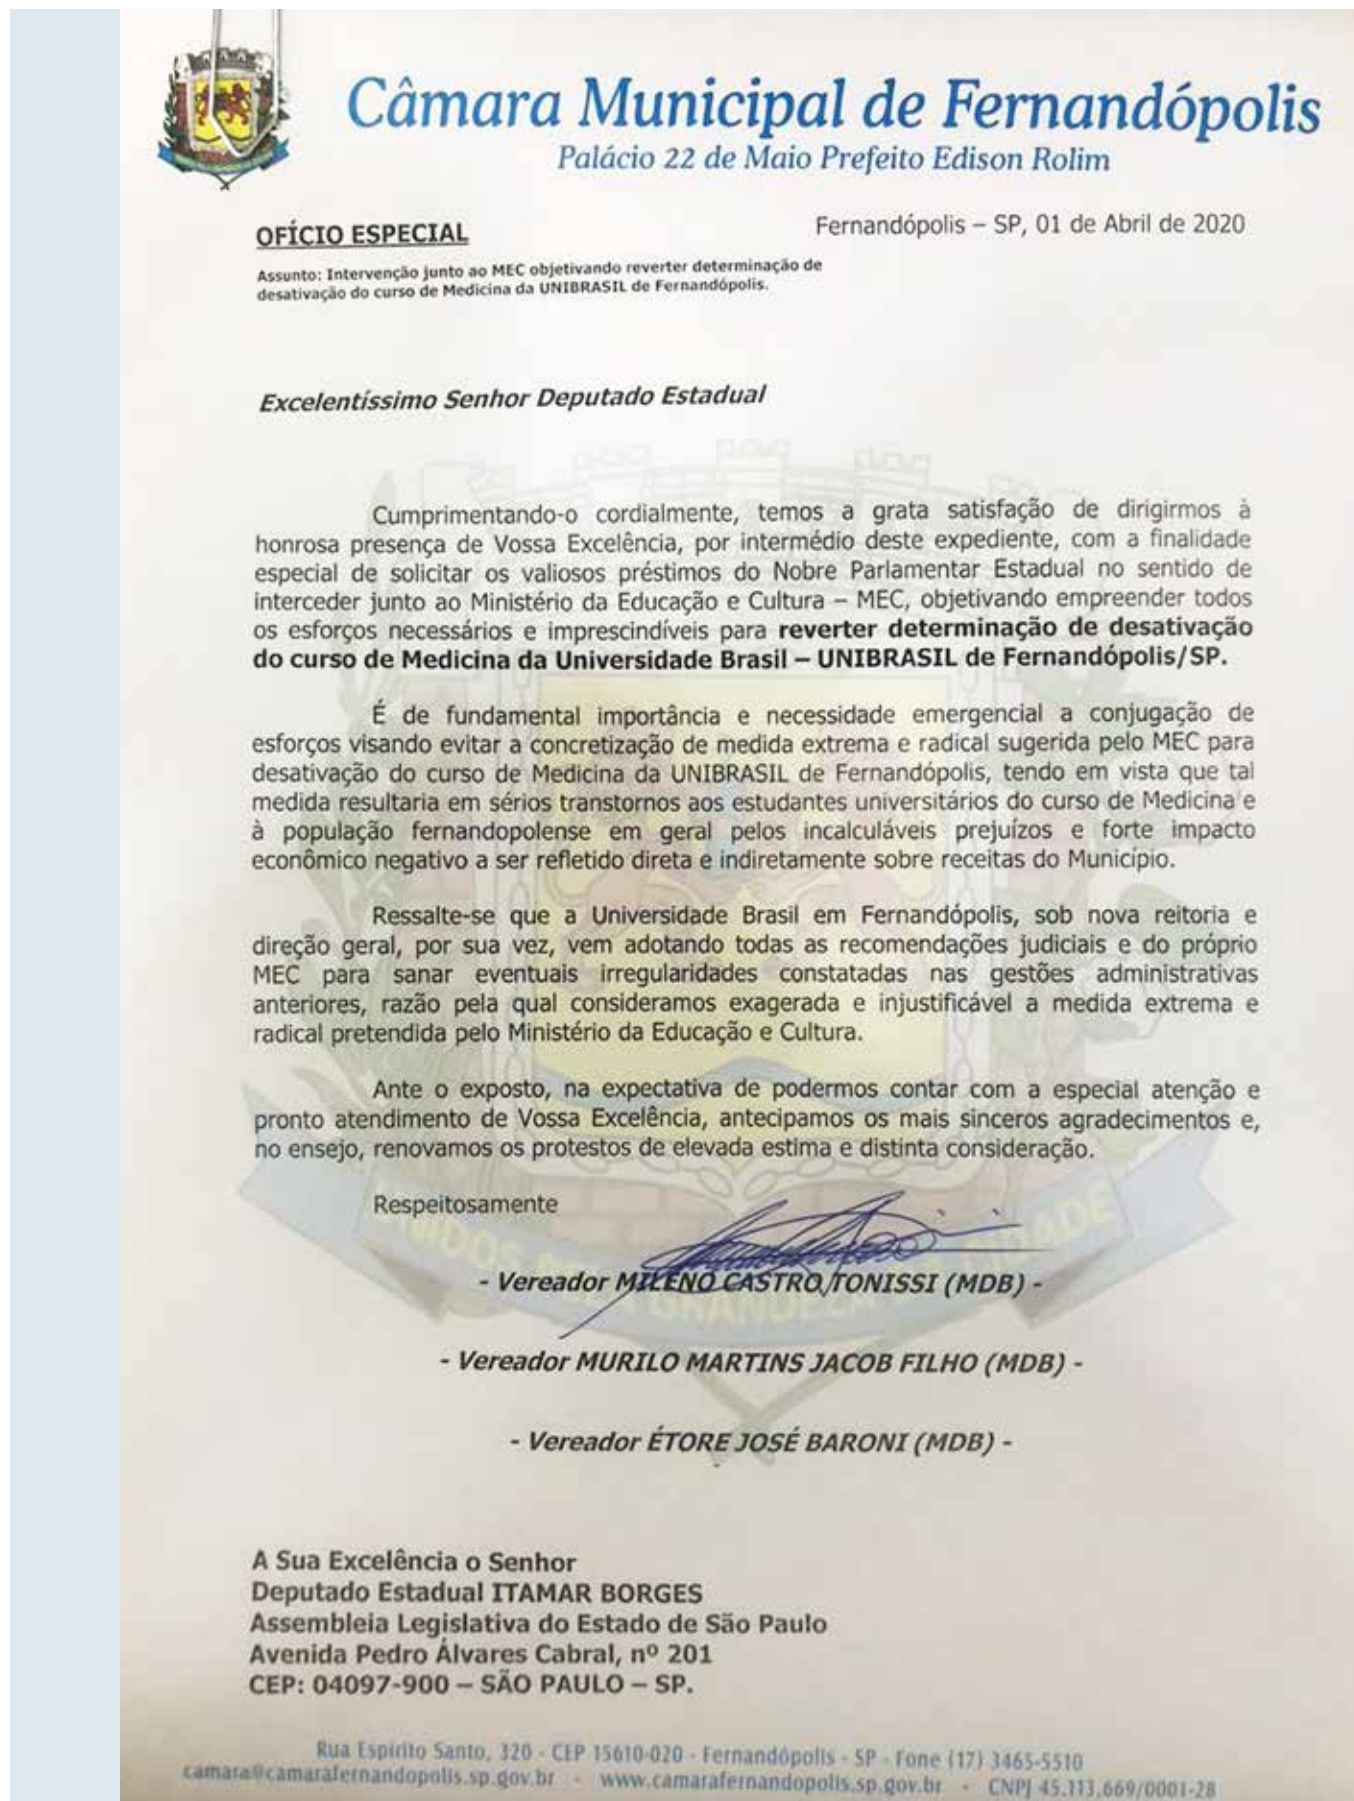 Câmara Municipal de Fernandópolis
Palácio 22 de Maio Prefeito Edison Rolim
OFÍCIO ESPECIAL
Fernandópolis – SP, 01 de Abril de 2020
Assunto: Intervenção junto ao MEC objetivando reverter determinação de
desativação do curso de Medicina da UNIBRASIL de Fernandópolis.
Excelentíssimo Senhor Deputado Estadual
Cumprimentando-o cordialmente, temos a grata satisfação de dirigirmos à
honrosa presença de Vossa Excelência, por intermédio deste expediente, com a finalidade
especial de solicitar os valiosos préstimos do Nobre Parlamentar Estadual no sentido de
interceder junto ao Ministério da Educação e Cultura – MEC, objetivando empreender todos
os esforços necessários e imprescindíveis para reverter determinação de desativação
do curso de Medicina da Universidade Brasil – UNIBRASIL de Fernandópolis/SP.
É de fundamental importância e necessidade emergencial a conjugação de
esforços visando evitar a concretização de medida extrema e radical sugerida pelo MEC para
desativação do curso de Medicina da UNIBRASIL de Fernandópolis, tendo em vista que tal
medida resultaria em sérios transtornos aos estudantes universitários do curso de Medicina e
à população fernandopolense em geral pelos incalculáveis prejuízos e forte impacto
econômico negativo a ser refletido direta e indiretamente sobre receitas do Município.
Ressalte-se que a Universidade Brasil em Fernandópolis, sob nova reitoria e
direção geral, por sua vez, vem adotando todas as recomendações judiciais e do próprio
MEC para sanar eventuais irregularidades constatadas nas gestões administrativas
anteriores, razão pela qual consideramos exagerada e injustificável a medida extrema e
radical pretendida pelo Ministério da Educação e Cultura.
Ante o exposto, na expectativa de podermos contar com a especial atenção e
pronto atendimento de Vossa Excelência, antecipamos os mais sinceros agradecimentos e,
no ensejo, renovamos os protestos de elevada estima e distinta consideração.
Respeitosamente
- Vereador MILENO CASTRO TONISSI (MDB) -
- Vereador MURILO MARTINS JACOB FILHO (MDB) -
- Vereador ÉTORE JOSÉ BARONI (MDB) -
A Sua Excelência o Senhor
Deputado Estadual ITAMAR BORGES
Assembleia Legislativa do Estado de São Paulo
Avenida Pedro Álvares Cabral, nº 201
CEP: 04097-900 – SÃO PAULO – SP.
Rua Espírito Santo, 320 - CEP 15610-020 - Fernandópolis - SP - Fone (17) 3465-5510
camara@camarafernandopolis.sp.gov.br - www.camarafernandopolis.sp.gov.br - CNPJ 45.113.669/0001-28